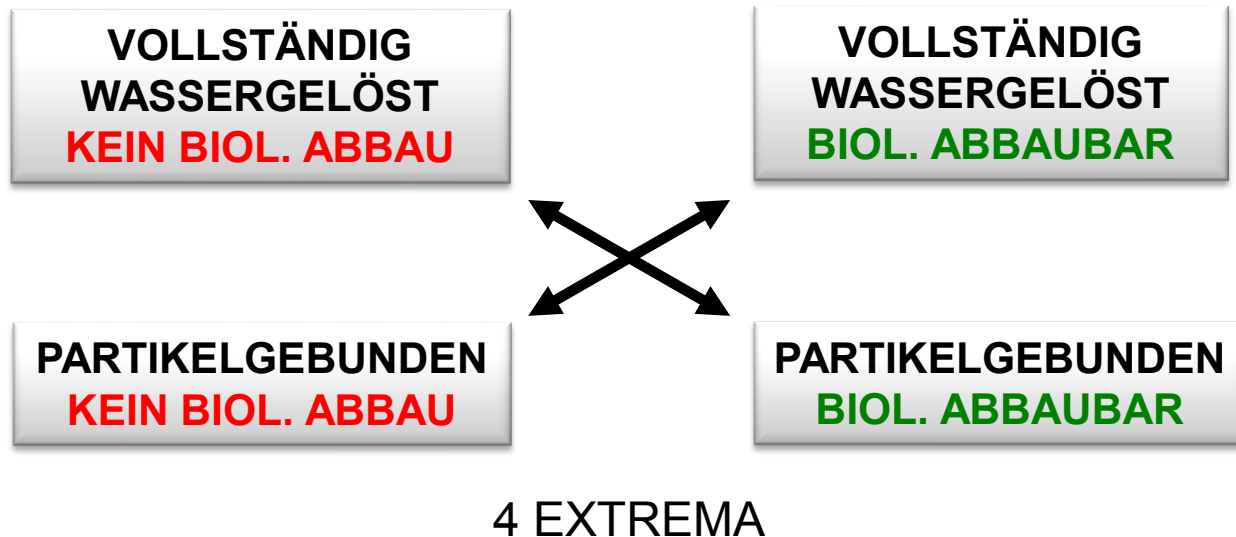 VOLLSTÄNDIG
WASSERGELÖST
KEIN BIOL. ABBAU
VOLLSTÄNDIG
WASSERGELÖST
BIOL. ABBAUBAR
PARTIKELGEBUNDEN
KEIN BIOL. ABBAU
PARTIKELGEBUNDEN
BIOL. ABBAUBAR
4 EXTREMA